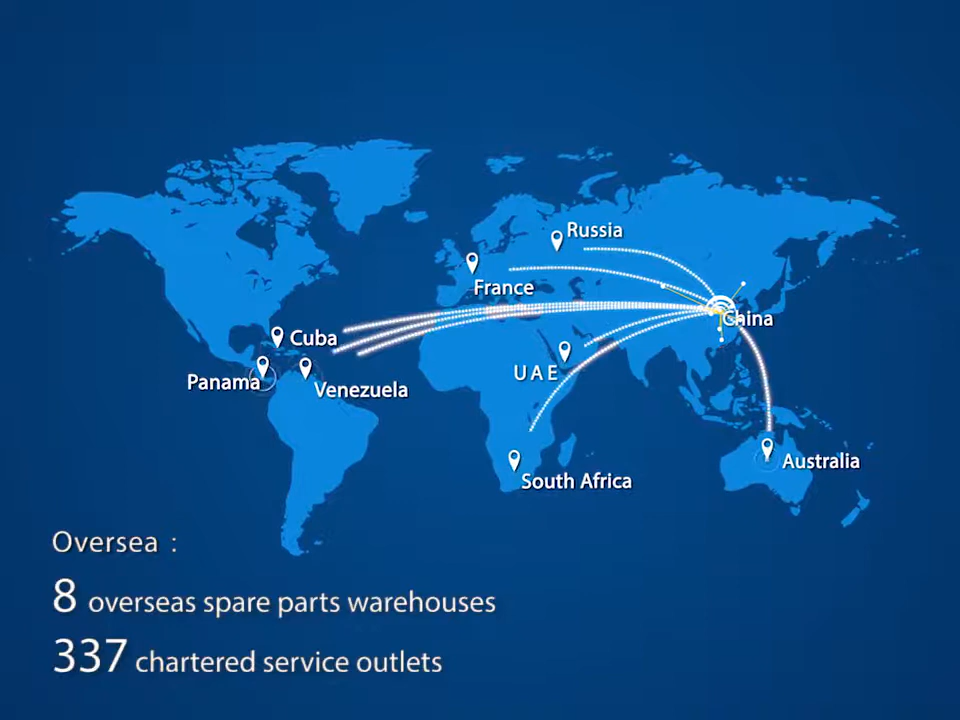 Russia
France
China
Cuba
UAE
Panama
Venezuela
Australia
South Africa
Oversea :
8 overseas spare parts warehouses
337 chartered service outlets